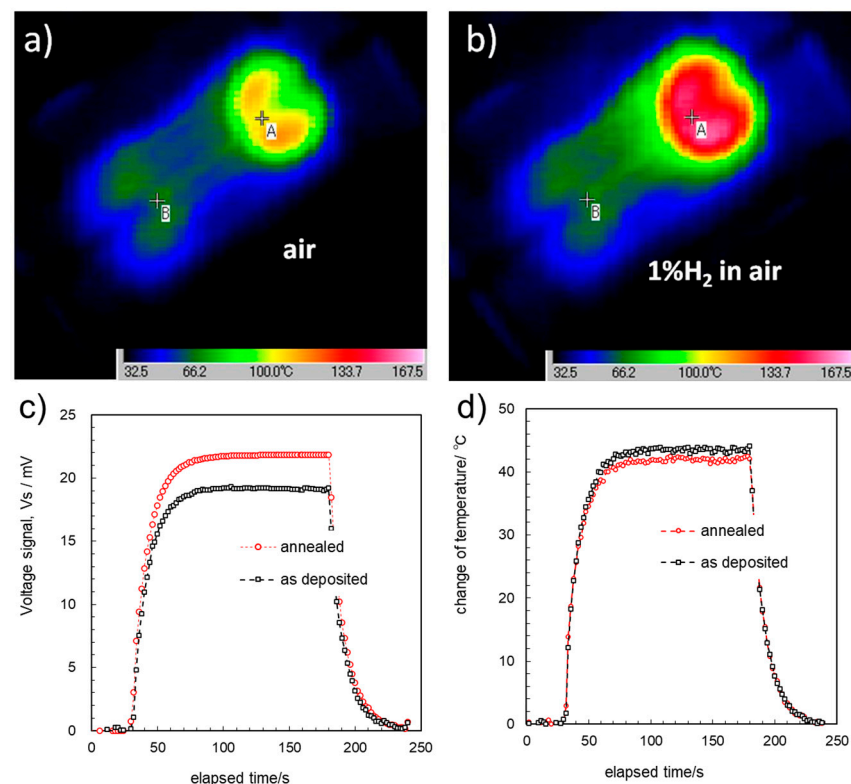 a)
A
B
air
32.5 66.2 100.0℃ 133.7 167.5
b)
A
B
1%H₂ in air
32.5 66.2 100.0℃ 133.7 167.5
c)
Voltage signal, Vs / mV
25
20
15
10
5
0
annealed
as deposited
0 50 100 150 200 250
elapsed time/s
d)
change of temperature/ °C
50
40
30
20
10
0
annealed
as deposited
0 50 100 150 200 250
elapsed time/s